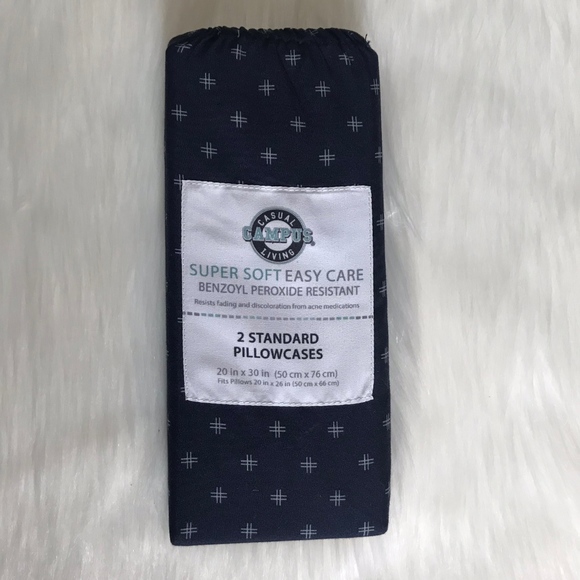 CASUAL
CAMPUS
LIVING
SUPER SOFT EASY CARE
BENZOYL PEROXIDE RESISTANT
Resists fading and discoloration from acne medications
2 STANDARD
PILLOWCASES
20 in x 30 in (50 cm x 76 cm)
Fits Pillows 20 in x 26 in (50 cm x 66 cm)